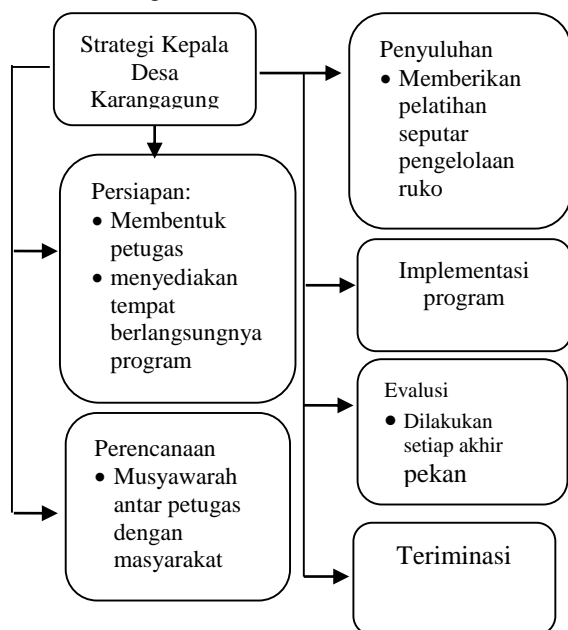 Strategi Kepala
Desa
Karangagung
Persiapan:
• Membentuk
petugas
• menyediakan
tempat
berlangsungnya
program
Perencanaan
• Musyawarah
antar petugas
dengan
masyarakat
Penyuluhan
• Memberikan
pelatihan
seputar
pengelolaan
ruko
Implementasi
program
Evalusi
• Dilakukan
setiap akhir
pekan
Teriminasi